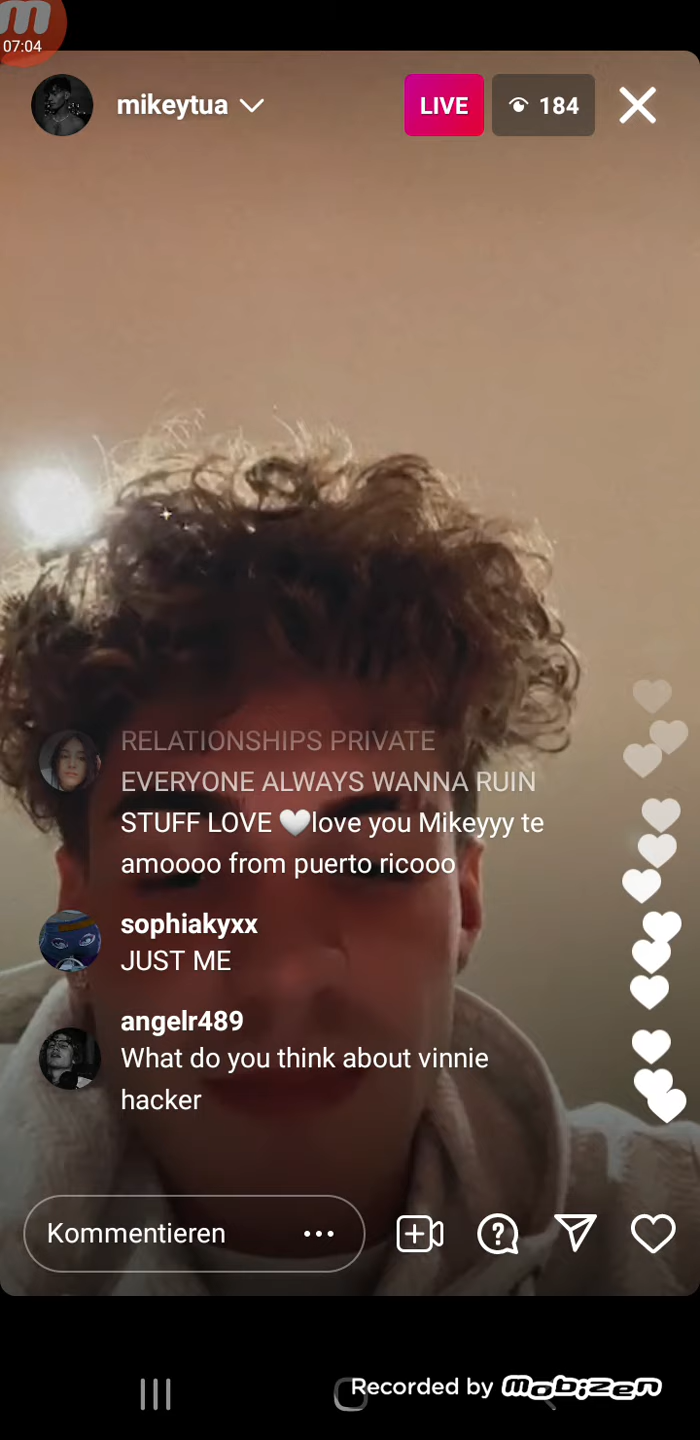 m
07:04
mikeytua
LIVE
184
RELATIONSHIPS PRIVATE
EVERYONE ALWAYS WANNA RUIN
STUFF LOVE 🤍love you Mikeyyy te
amoooo from puerto ricooo
sophiakyxx
JUST ME
angelr489
What do you think about vinnie
hacker
Kommentieren
Recorded by mobizen